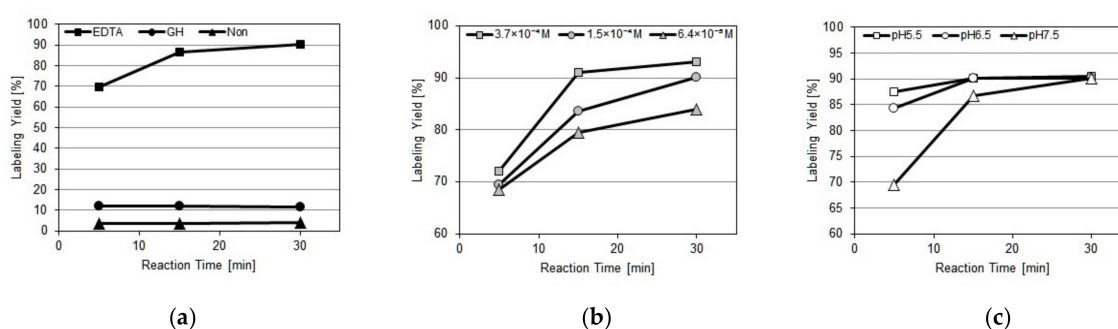 EDTA GH Non
100
90
80
70
60
50
40
30
20
10
0
Labeling Yield [%]
0 10 20 30
Reaction Time [min]
(a)
3.7×10⁻⁴M 1.5×10⁻⁴M 6.4×10⁻⁵M
100
90
80
70
60
Labeling Yield [%]
0 10 20 30
Reaction Time [min]
(b)
pH5.5 pH6.5 pH7.5
100
95
90
85
80
75
70
65
60
Labeling Yield [%]
0 10 20 30
Reaction Time [min]
(c)